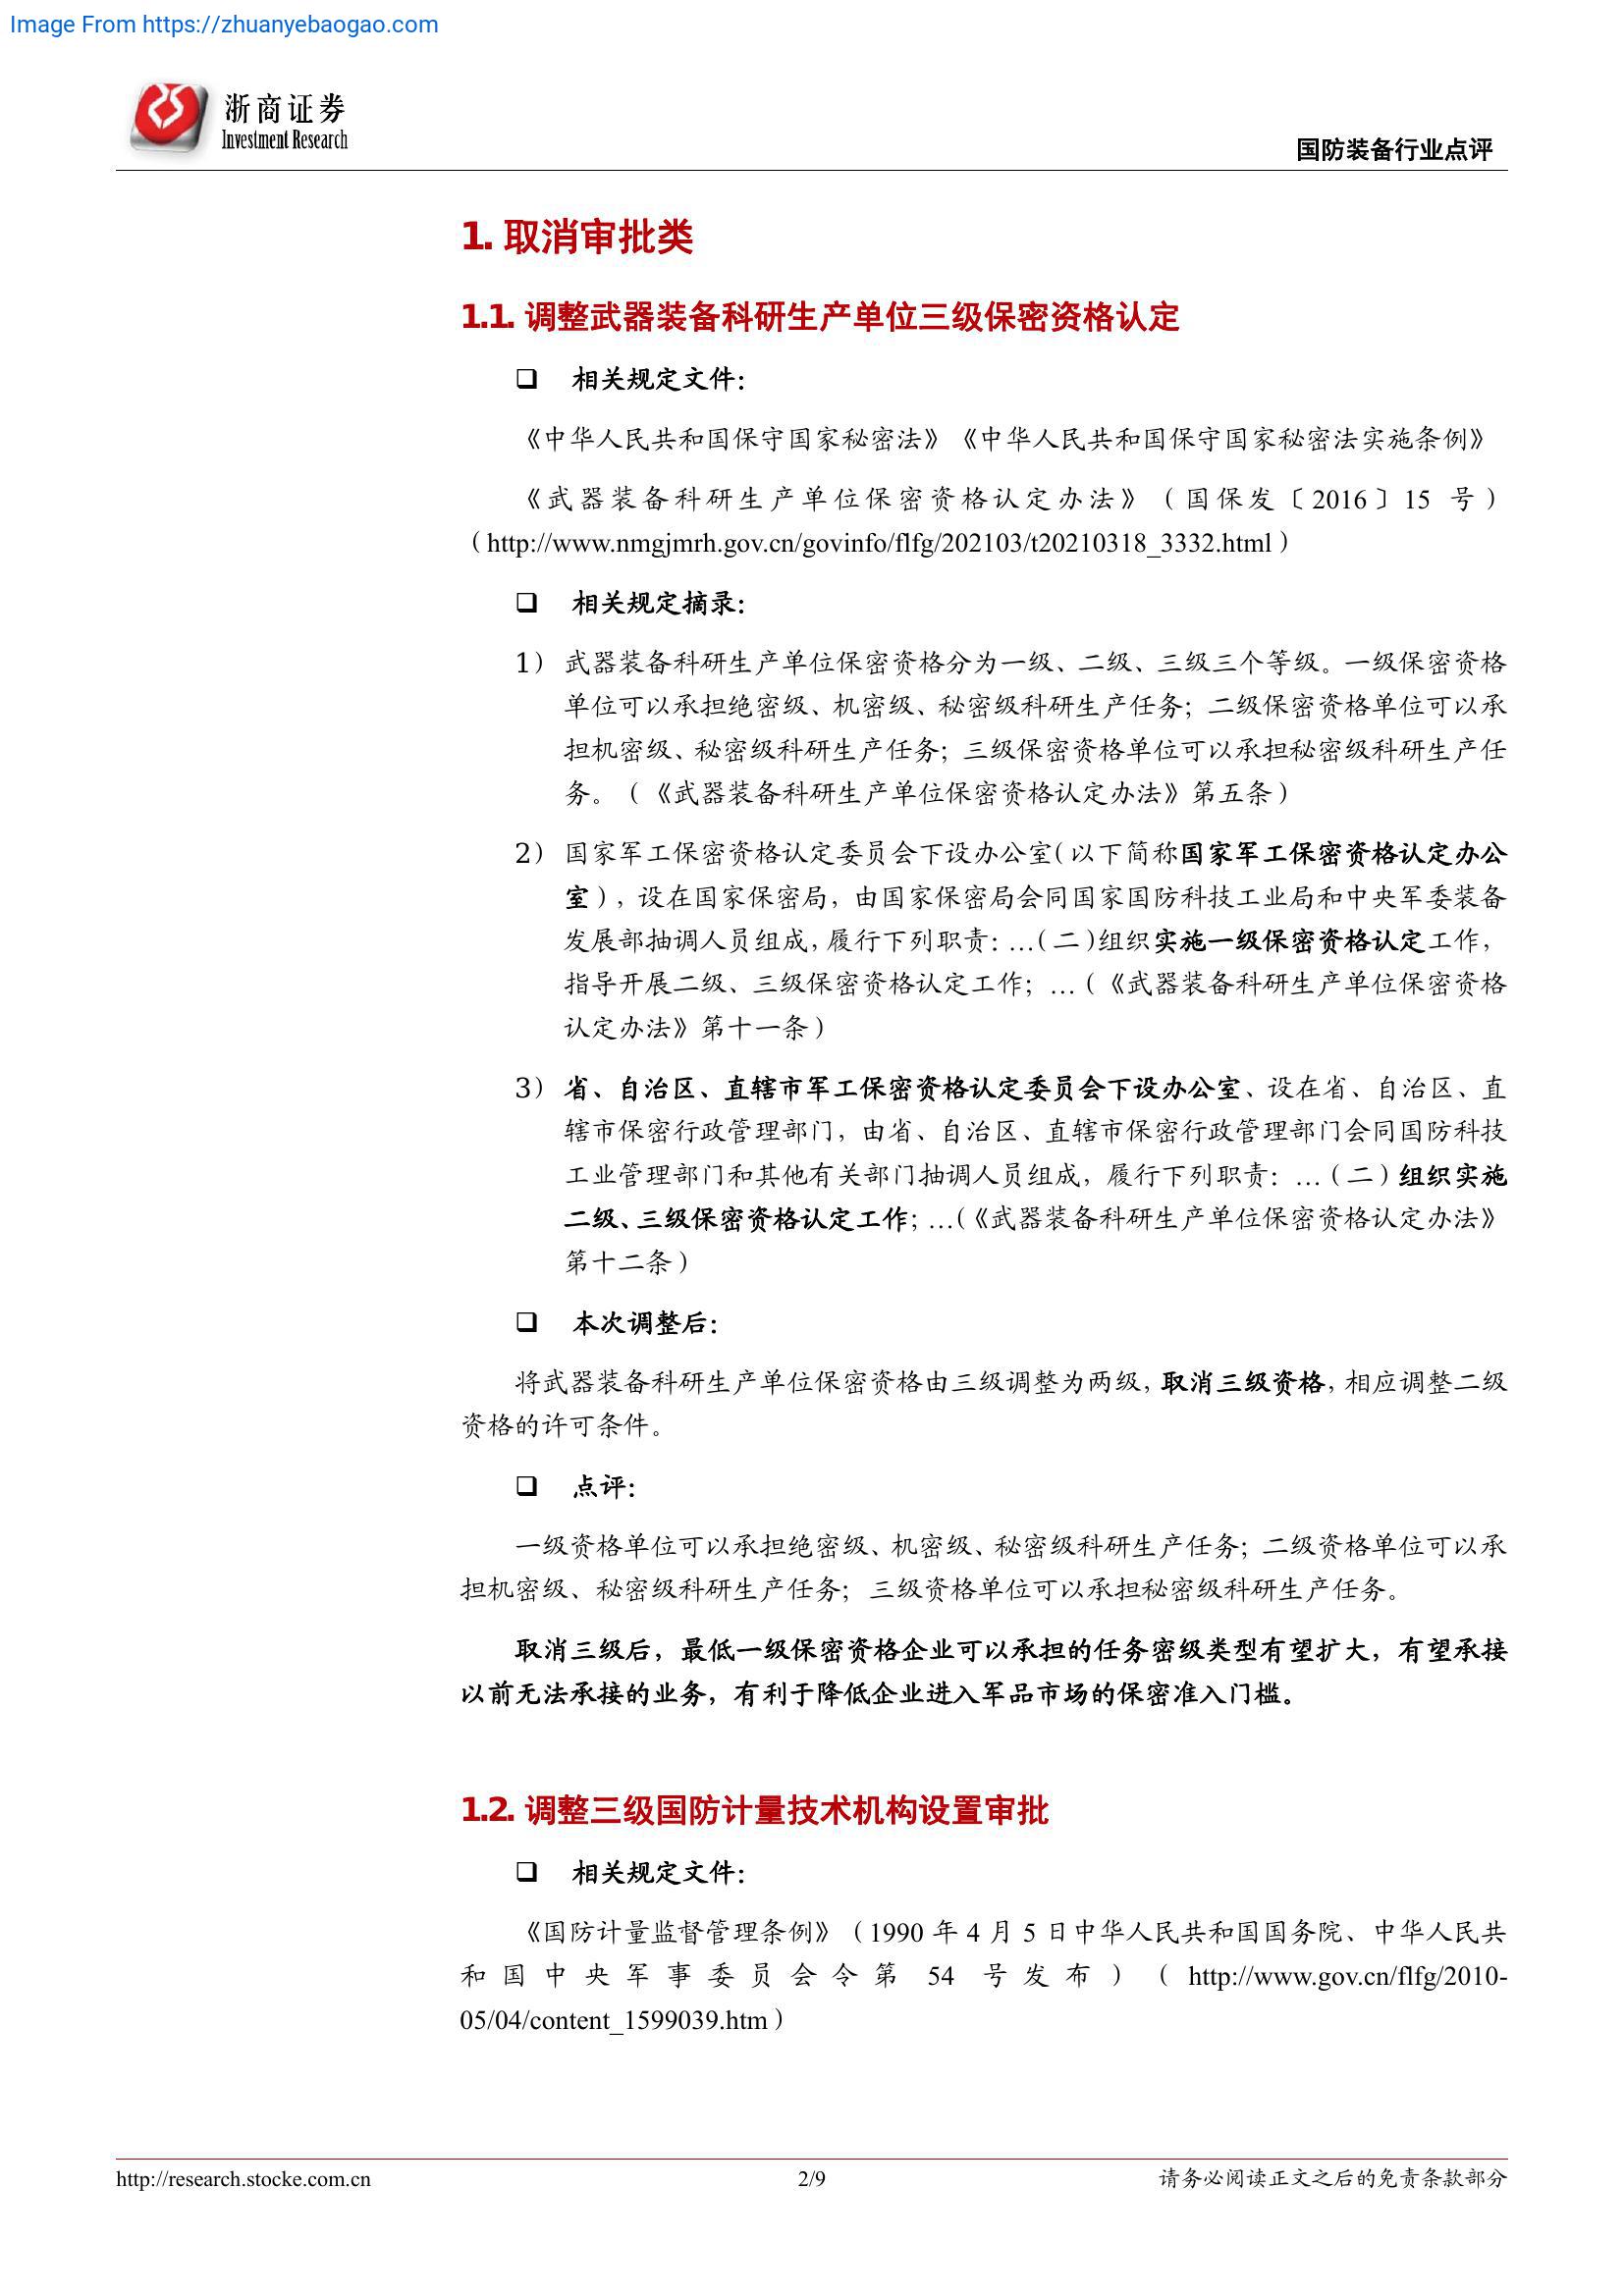 Image From https://zhuanyebaogao.com
浙商证券
Investment Research
国防装备行业点评
1. 取消审批类
1.1. 调整武器装备科研生产单位三级保密资格认定
❑ 相关规定文件：
《中华人民共和国保守国家秘密法》《中华人民共和国保守国家秘密法实施条例》
《武器装备科研生产单位保密资格认定办法》（国保发〔2016〕15 号）
（http://www.nmgjmrh.gov.cn/govinfo/flfg/202103/t20210318_3332.html）
❑ 相关规定摘录：
1） 武器装备科研生产单位保密资格分为一级、二级、三级三个等级。一级保密资格
单位可以承担绝密级、机密级、秘密级科研生产任务；二级保密资格单位可以承
担机密级、秘密级科研生产任务；三级保密资格单位可以承担秘密级科研生产任
务。（《武器装备科研生产单位保密资格认定办法》第五条）
2） 国家军工保密资格认定委员会下设办公室（以下简称国家军工保密资格认定办公
室），设在国家保密局，由国家保密局会同国家国防科技工业局和中央军委装备
发展部抽调人员组成，履行下列职责：…（二）组织实施一级保密资格认定工作，
指导开展二级、三级保密资格认定工作；…（《武器装备科研生产单位保密资格
认定办法》第十一条）
3） 省、自治区、直辖市军工保密资格认定委员会下设办公室、设在省、自治区、直
辖市保密行政管理部门，由省、自治区、直辖市保密行政管理部门会同国防科技
工业管理部门和其他有关部门抽调人员组成，履行下列职责：…（二）组织实施
二级、三级保密资格认定工作；…（《武器装备科研生产单位保密资格认定办法》
第十二条）
❑ 本次调整后：
将武器装备科研生产单位保密资格由三级调整为两级，取消三级资格，相应调整二级
资格的许可条件。
❑ 点评：
一级资格单位可以承担绝密级、机密级、秘密级科研生产任务；二级资格单位可以承
担机密级、秘密级科研生产任务；三级资格单位可以承担秘密级科研生产任务。
取消三级后，最低一级保密资格企业可以承担的任务密级类型有望扩大，有望承接
以前无法承接的业务，有利于降低企业进入军品市场的保密准入门槛。
1.2. 调整三级国防计量技术机构设置审批
❑ 相关规定文件：
《国防计量监督管理条例》（1990 年 4 月 5 日中华人民共和国国务院、中华人民共
和国中央军事委员会令第 54 号发布）（http://www.gov.cn/flfg/2010-
05/04/content_1599039.htm）
http://research.stocke.com.cn
2/9
请务必阅读正文之后的免责条款部分